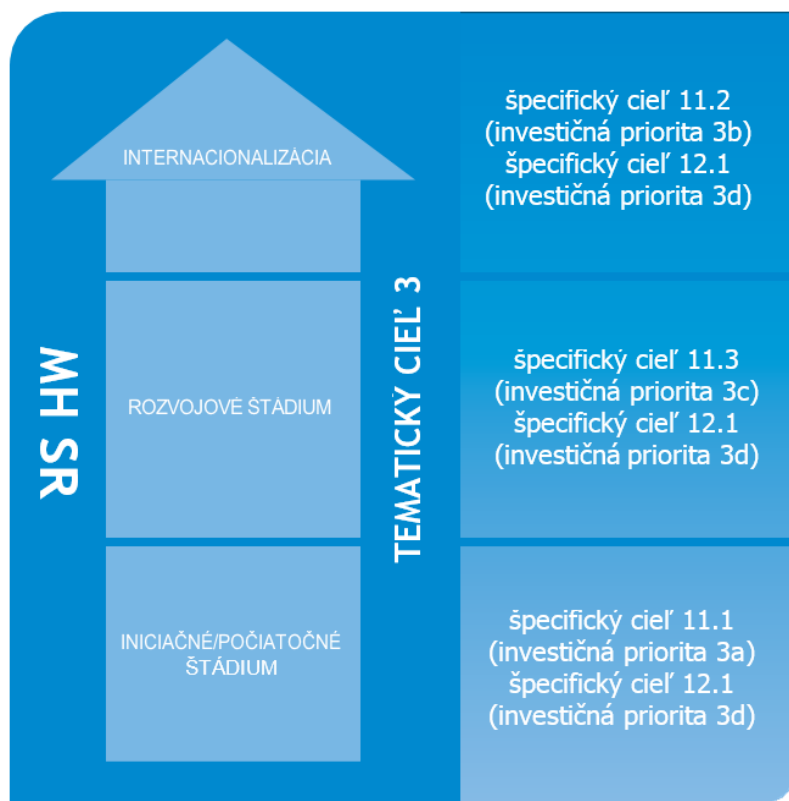 MH SR
INTERNACIONALIZÁCIA
ROZVOJOVÉ ŠTÁDIUM
INICIAČNÉ/POČIATOČNÉ
ŠTÁDIUM
TEMATICKÝ CIEĽ 3
špecifický cieľ 11.2
(investičná priorita 3b)
špecifický cieľ 12.1
(investičná priorita 3d)
špecifický cieľ 11.3
(investičná priorita 3c)
špecifický cieľ 12.1
(investičná priorita 3d)
špecifický cieľ 11.1
(investičná priorita 3a)
špecifický cieľ 12.1
(investičná priorita 3d)